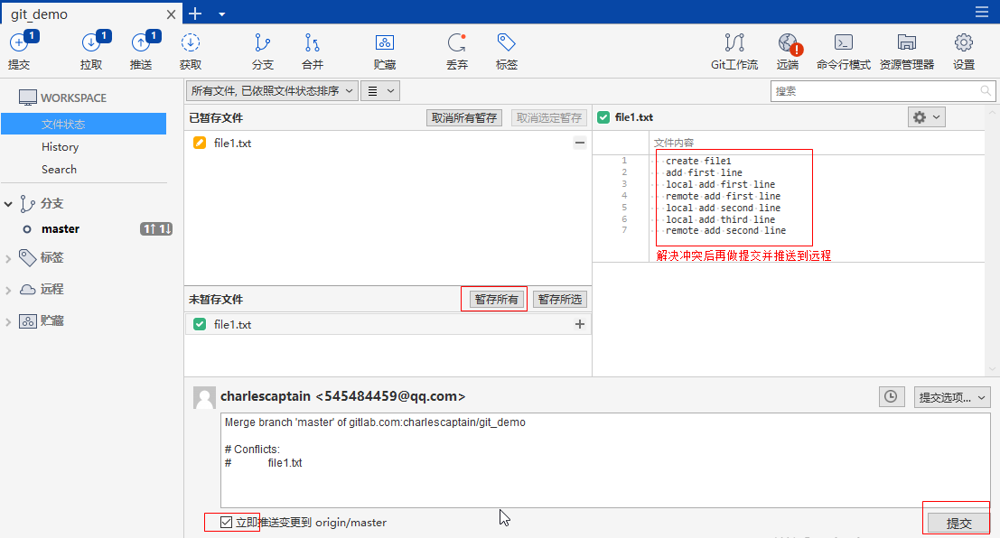 git_demo
1
1
1
提交
拉取
推送
获取
分支
合并
贮藏
丢弃
标签
Git工作流
远端
命令行模式
资源管理器
设置
WORKSPACE
文件状态
History
Search
分支
master
1↑ 1↓
标签
远程
贮藏
所有文件, 已依照文件状态排序
搜索
已暂存文件
取消所有暂存
取消选定暂存
file1.txt
未暂存文件
暂存所有
暂存所选
file1.txt
file1.txt
文件内容
1 create·file1
2 add·first·line
3 local·add·first·line
4 remote·add·first·line
5 local·add·second·line
6 local·add·third·line
7 remote·add·second·line
解决冲突后再做提交并推送到远程
charlescaptain <545484459@qq.com>
提交选项...
Merge branch 'master' of gitlab.com:charlescaptain/git_demo
# Conflicts:
# file1.txt
立即推送变更到 origin/master
提交